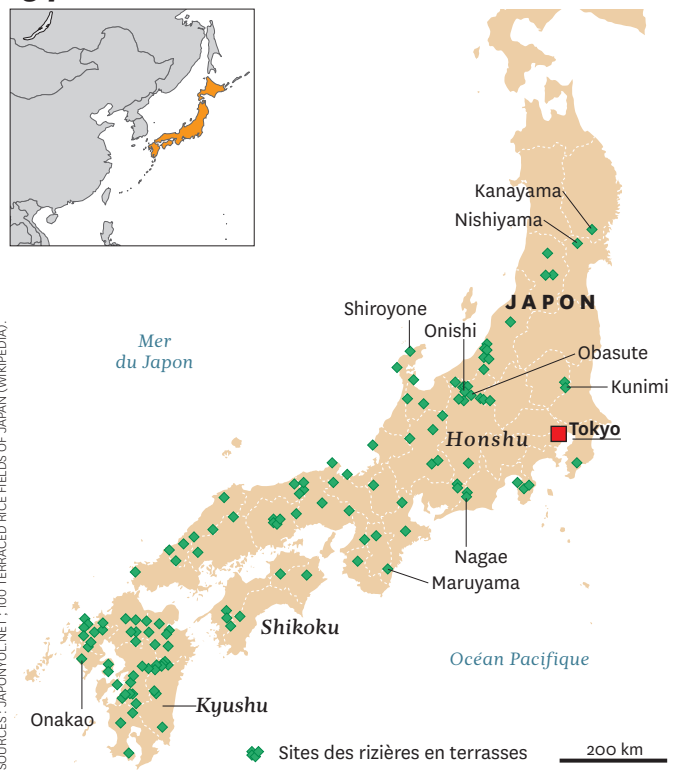 Kanayama
Nishiyama
JAPON
Shiroyone
Onishi
Mer
du Japon
Obasute
Kunimi
Tokyo
Honshu
Nagae
Maruyama
Shikoku
Océan Pacifique
Kyushu
Onakao
Sites des rizières en terrasses
200 km
SOURCES : JAPONYOL.NET ; 100 TERRACED RICE FIELDS OF JAPAN (WIKIPEDIA).